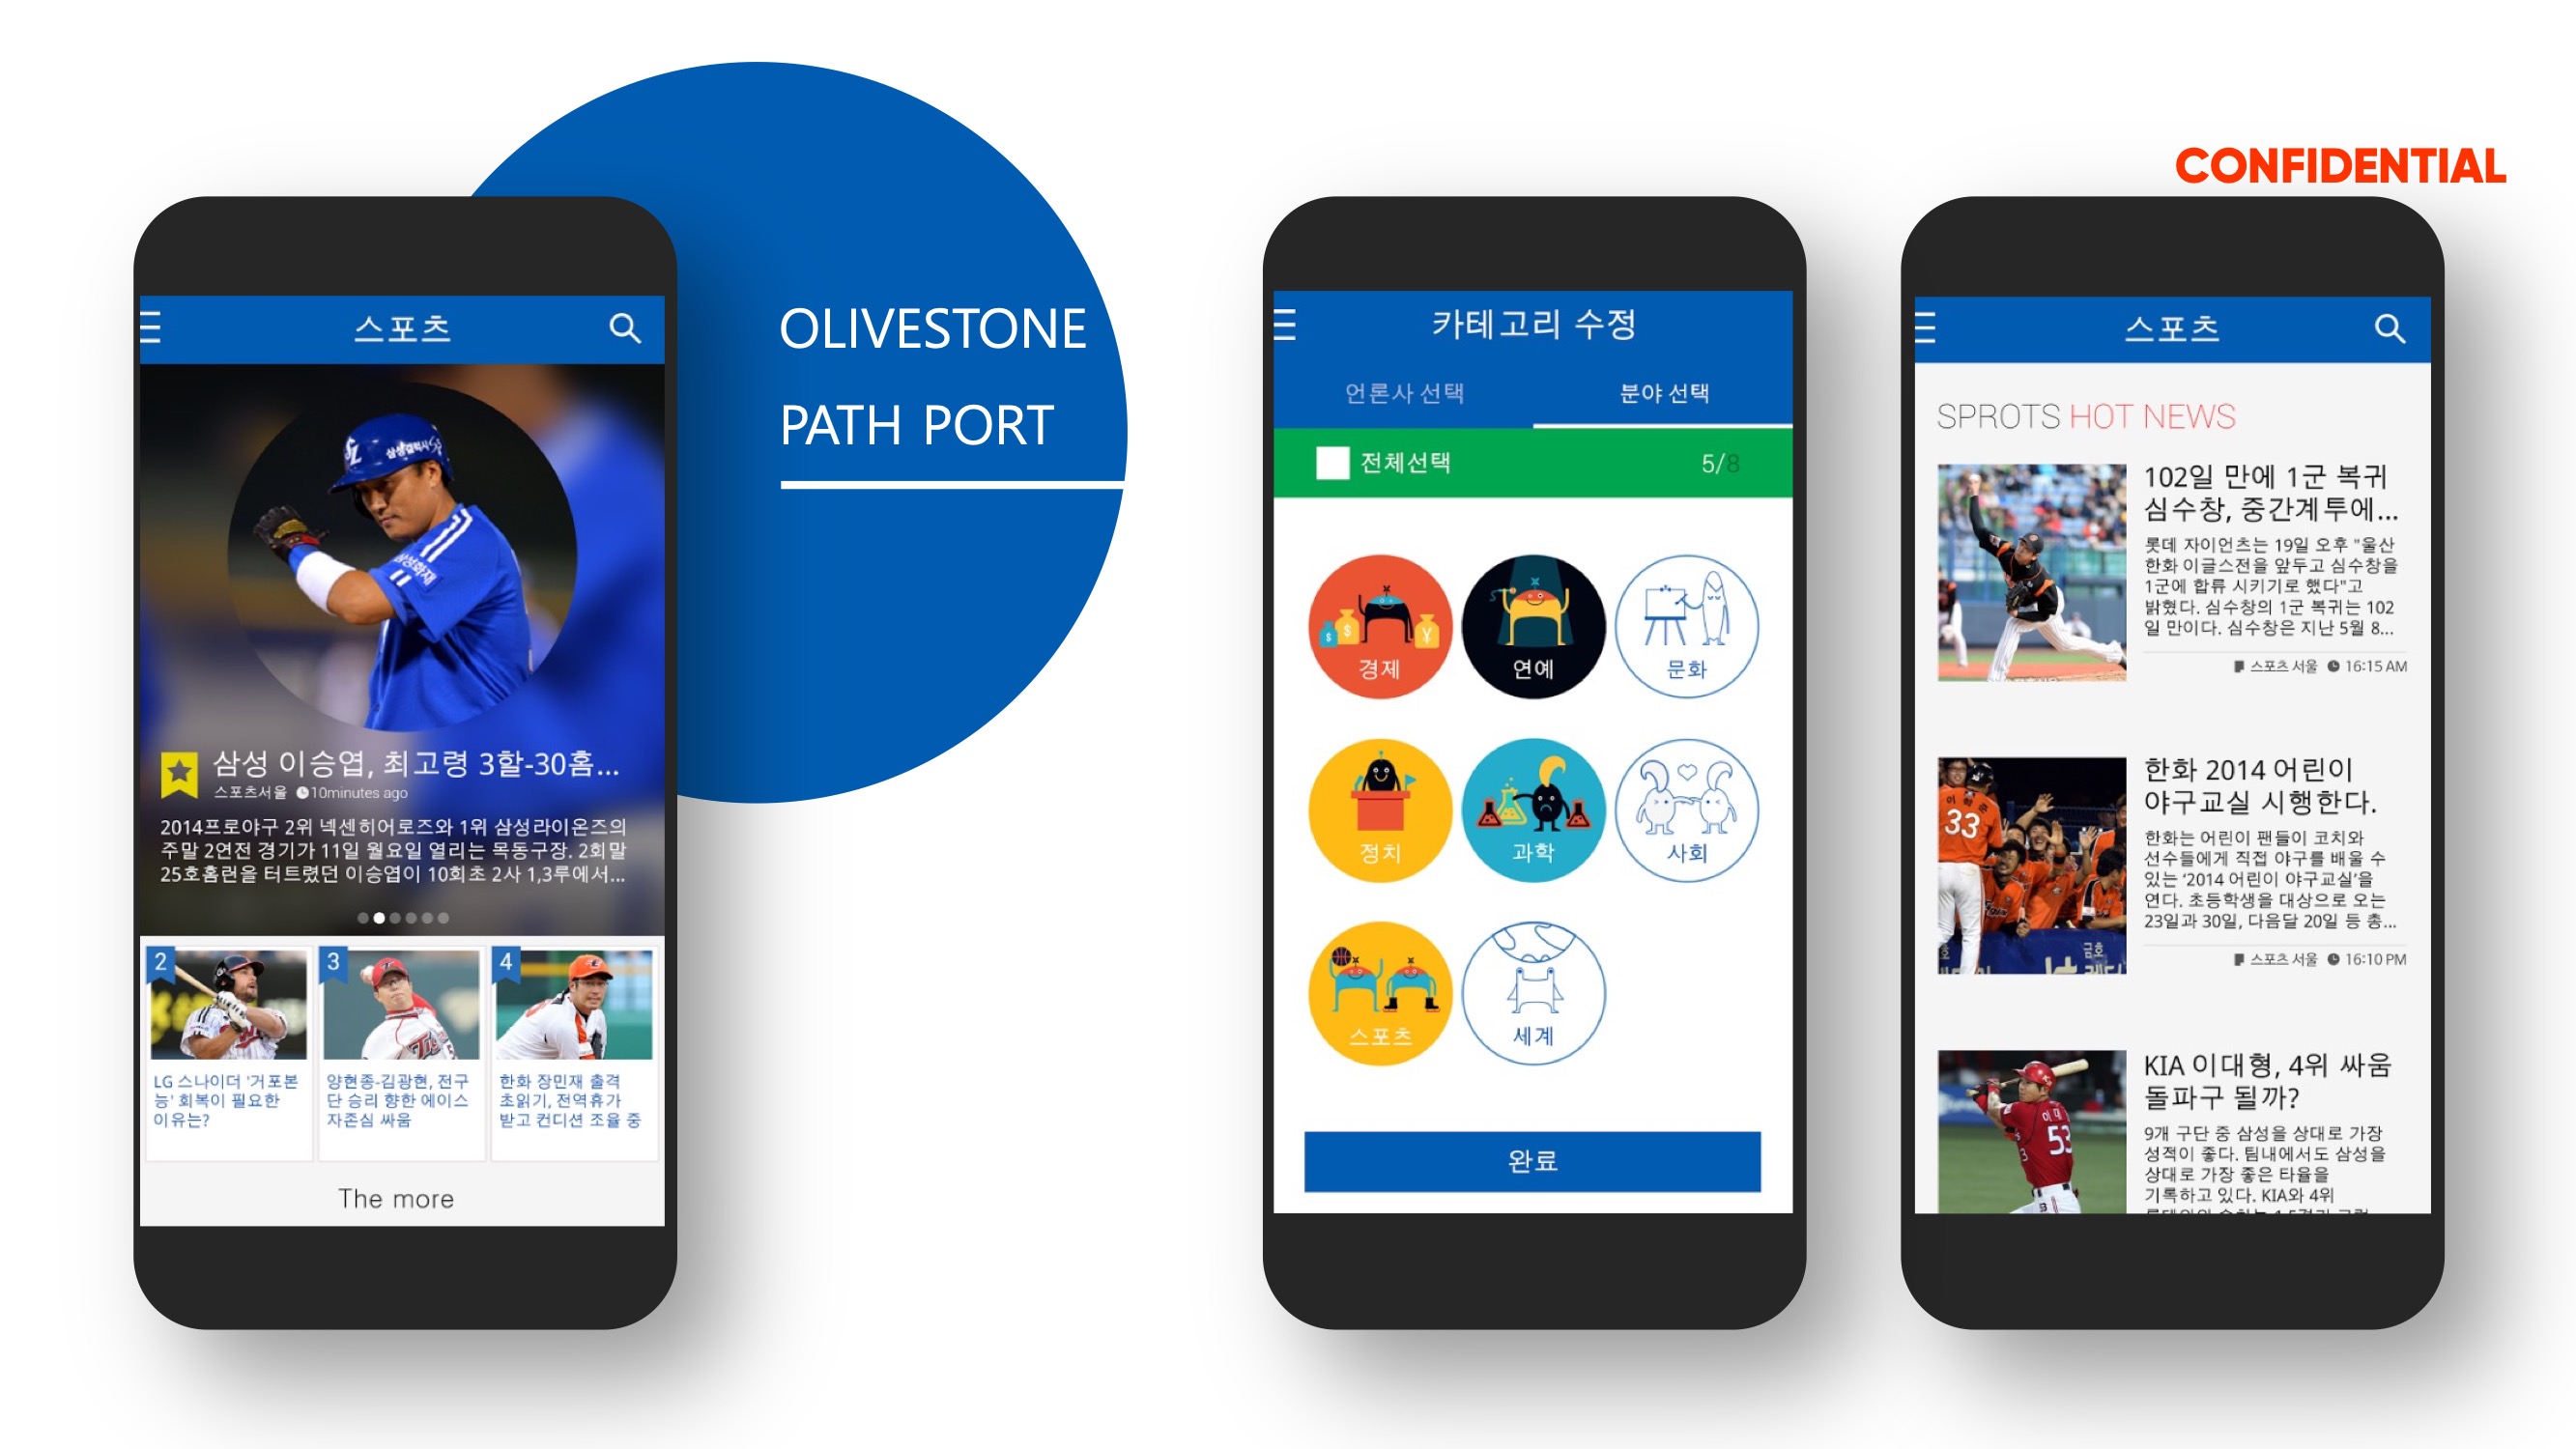 CONFIDENTIAL
OLIVESTONE
PATH PORT
스포츠
삼성 이승엽, 최고령 3할-30홈...
스포츠서울 10minutes ago
2014프로야구 2위 넥센히어로즈와 1위 삼성라이온즈의
주말 2연전 경기가 11일 월요일 열리는 목동구장. 2회말
25호홈런을 터트렸던 이승엽이 10회초 2사 1,3루에서...
2
LG 스나이더 '거포본
능' 회복이 필요한
이유는?
3
양현종-김광현, 전구
단 승리 향한 에이스
자존심 싸움
4
한화 장민재 출격
초읽기, 전역휴가
받고 컨디션 조율 중
The more
카테고리 수정
언론사 선택
분야 선택
전체선택
5/8
경제
연예
문화
정치
과학
사회
스포츠
세계
완료
스포츠
SPROTS HOT NEWS
102일 만에 1군 복귀
심수창, 중간계투에...
롯데 자이언츠는 19일 오후 "울산
한화 이글스전을 앞두고 심수창을
1군에 합류 시키기로 했다"고
밝혔다. 심수창의 1군 복귀는 102
일 만이다. 심수창은 지난 5월 8...
스포츠 서울 16:15 AM
33
한화 2014 어린이
야구교실 시행한다.
한화는 어린이 팬들이 코치와
선수들에게 직접 야구를 배울 수
있는 ‘2014 어린이 야구교실’을
연다. 초등학생을 대상으로 오는
23일과 30일, 다음달 20일 등 총...
스포츠 서울 16:10 PM
53
KIA 이대형, 4위 싸움
돌파구 될까?
9개 구단 중 삼성을 상대로 가장
성적이 좋다. 팀내에서도 삼성을
상대로 가장 좋은 타율을
기록하고 있다. KIA와 4위